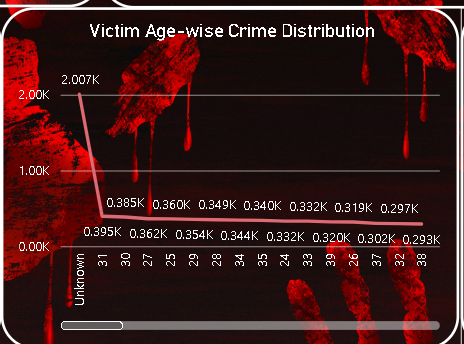 Victim Age-wise Crime Distribution
2.007K
2.00K
1.00K
0.385K 0.360K 0.349K 0.340K 0.332K 0.319K 0.297K
0.395K 0.362K 0.354K 0.344K 0.332K 0.320K 0.302K 0.293K
0.00K
Unknown 31 30 27 25 29 28 34 35 24 33 39 26 37 32 38